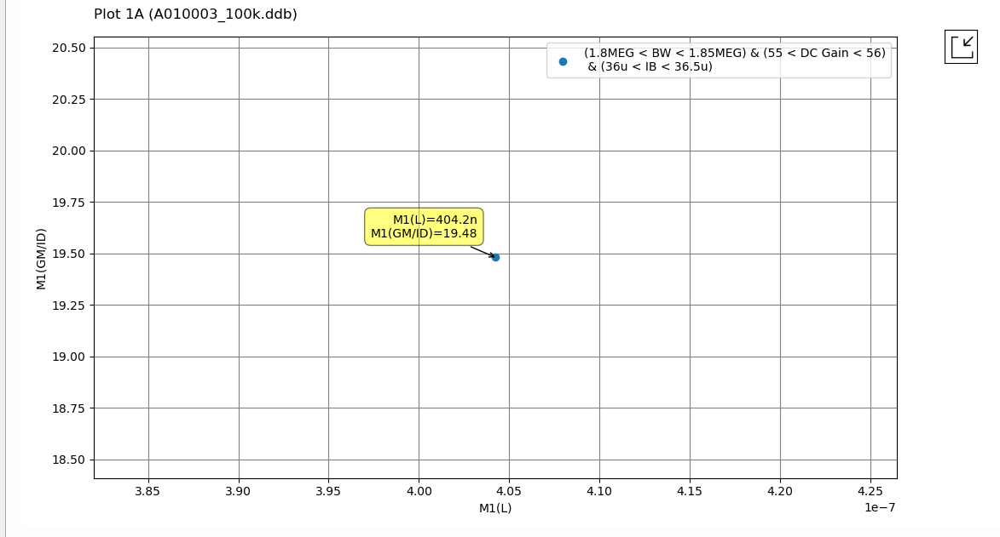 Plot 1A (A010003_100k.ddb)
(1.8MEG < BW < 1.85MEG) & (55 < DC Gain < 56)
& (36u < IB < 36.5u)
M1(L)=404.2n
M1(GM/ID)=19.48
M1(GM/ID)
20.50
20.25
20.00
19.75
19.50
19.25
19.00
18.75
18.50
3.85 3.90 3.95 4.00 4.05 4.10 4.15 4.20 4.25
1e−7
M1(L)